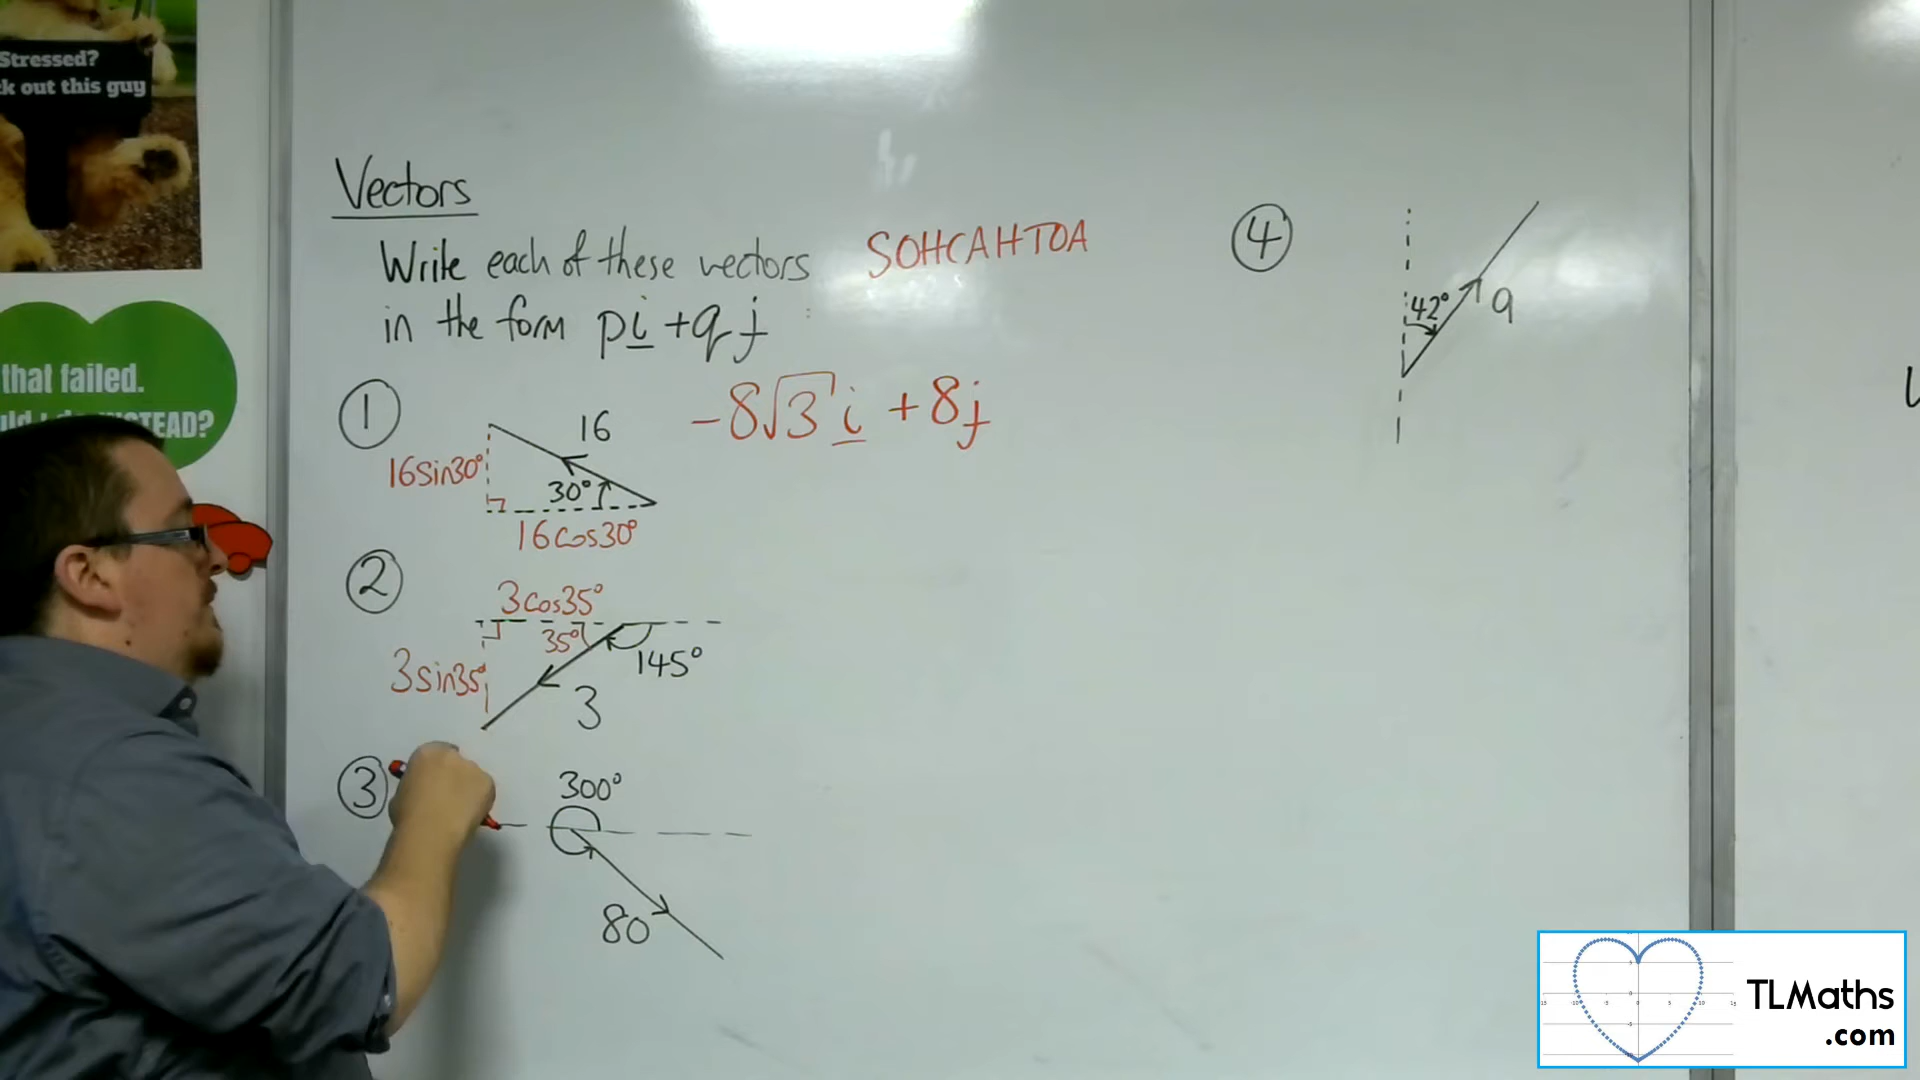 Stressed?
k out this guy
that failed.
INSTEAD?
Vectors
Write each of these vectors
in the form pi + qj
SOHCAHTOA
①
16
30°
16sin30°
16cos30°
-8√3 i + 8j
②
3cos35°
35°
145°
3sin35°
3
③
300°
80
④
42°
9
TLMaths
.com